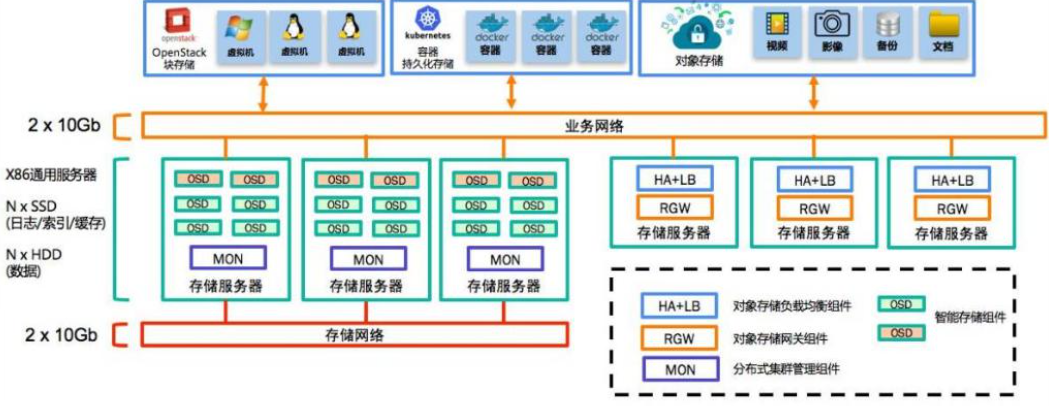 openstack
OpenStack
块存储
虚拟机
虚拟机
虚拟机
kubernetes
容器
持久化存储
docker
容器
docker
容器
docker
容器
对象存储
视频
影像
备份
文档
2 x 10Gb
业务网络
X86通用服务器
N x SSD
(日志/索引/缓存)
N x HDD
(数据)
OSD OSD
OSD OSD
OSD OSD
MON
存储服务器
OSD OSD
OSD OSD
OSD OSD
MON
存储服务器
OSD OSD
OSD OSD
OSD OSD
MON
存储服务器
HA+LB
RGW
存储服务器
HA+LB
RGW
存储服务器
HA+LB
RGW
存储服务器
2 x 10Gb
存储网络
HA+LB
对象存储负载均衡组件
RGW
对象存储网关组件
MON
分布式集群管理组件
OSD
OSD
智能存储组件